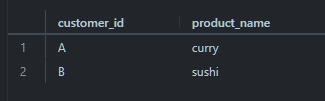 customer_id product_name
1 A curry
2 B sushi